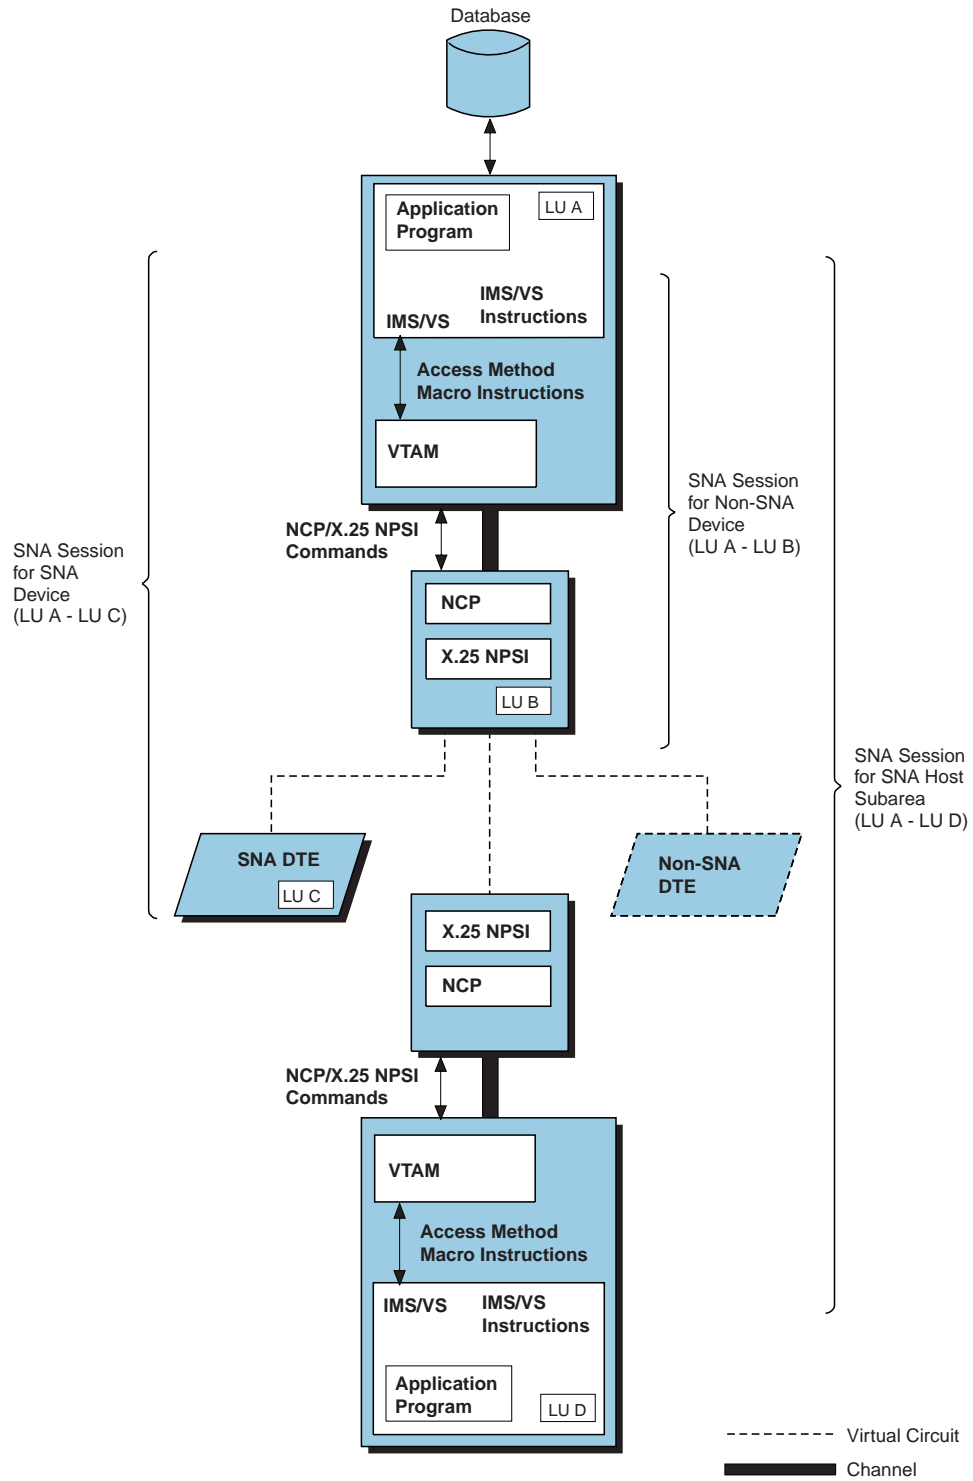 Database
Application
Program
LU A
IMS/VS
Instructions
IMS/VS
Access Method
Macro Instructions
VTAM
SNA Session
for Non-SNA
Device
(LU A - LU B)
NCP/X.25 NPSI
Commands
SNA Session
for SNA
Device
(LU A - LU C)
NCP
X.25 NPSI
LU B
SNA Session
for SNA Host
Subarea
(LU A - LU D)
SNA DTE
LU C
Non-SNA
DTE
X.25 NPSI
NCP
NCP/X.25 NPSI
Commands
VTAM
Access Method
Macro Instructions
IMS/VS
IMS/VS
Instructions
Application
Program
LU D
Virtual Circuit
Channel